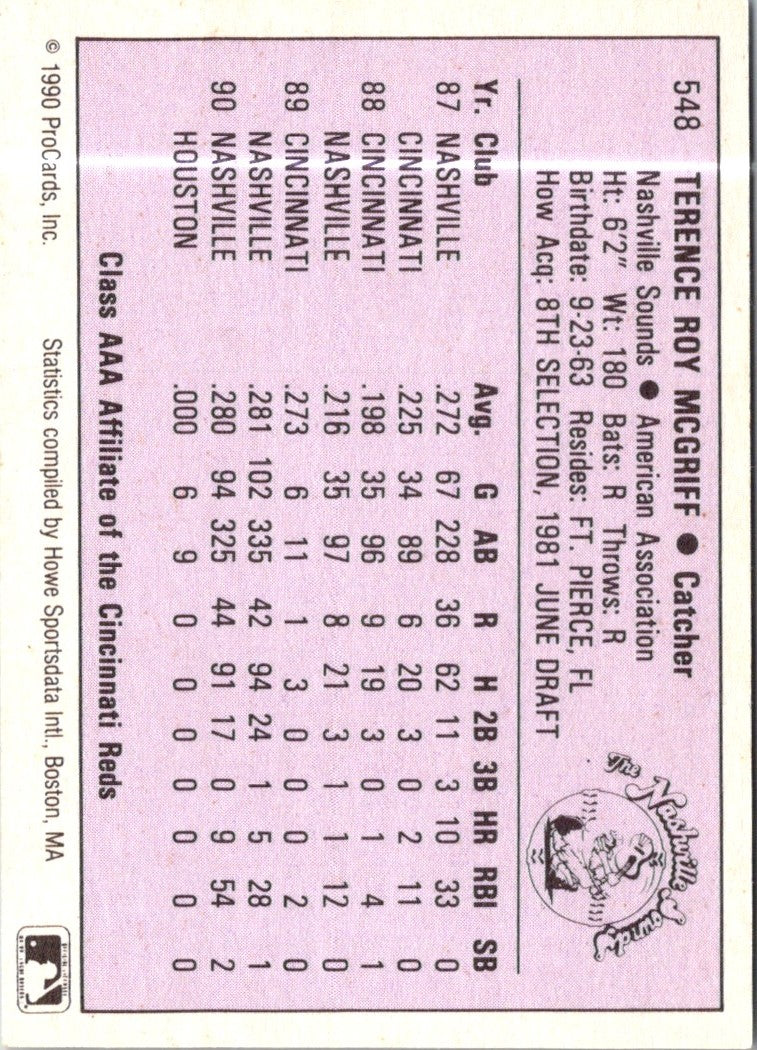 548 TERENCE ROY MCGRIFF ● Catcher
Nashville Sounds ● American Association
Ht: 6'2" Wt: 180 Bats: R Throws: R
Birthdate: 9-23-63 Resides: FT. PIERCE, FL
How Acq: 8TH SELECTION, 1981 JUNE DRAFT
The Nashville Sounds
Yr. Club Avg. G AB R H 2B 3B HR RBI SB
87 NASHVILLE .272 67 228 36 62 11 3 10 33 0
CINCINNATI .225 34 89 6 20 3 0 2 11 0
88 CINCINNATI .198 35 96 9 19 3 0 1 4 1
NASHVILLE .216 35 97 8 21 3 1 1 12 0
89 CINCINNATI .273 6 11 1 3 0 0 0 2 0
NASHVILLE .281 102 335 42 94 24 1 5 28 1
90 NASHVILLE .280 94 325 44 91 17 0 9 54 2
HOUSTON .000 6 9 0 0 0 0 0 0 0
Class AAA Affiliate of the Cincinnati Reds
© 1990 ProCards, Inc. Statistics compiled by Howe Sportsdata Intl., Boston, MA